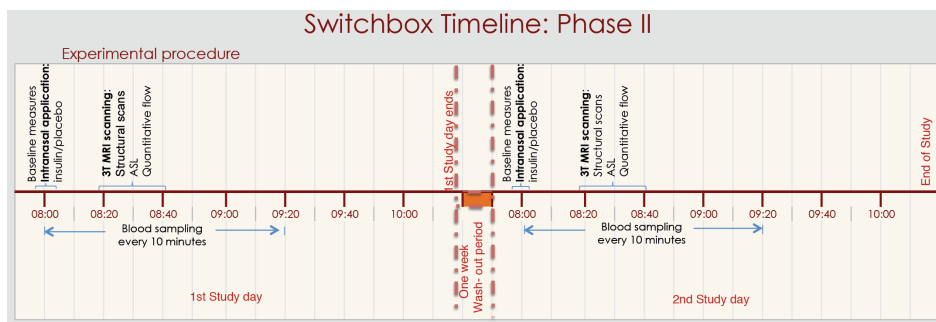 Switchbox Timeline: Phase II
Experimental procedure
Baseline measures
Intranasal application:
insulin/placebo
3T MRI scanning:
Structural scans
ASL
Quantitative flow
1st Study day ends
Baseline measures
Intranasal application:
insulin/placebo
3T MRI scanning:
Structural scans
ASL
Quantitative flow
End of Study
08:00 08:20 08:40 09:00 09:20 09:40 10:00 08:00 08:20 08:40 09:00 09:20 09:40 10:00
Blood sampling
every 10 minutes
One week
Wash- out period
Blood sampling
every 10 minutes
1st Study day
2nd Study day